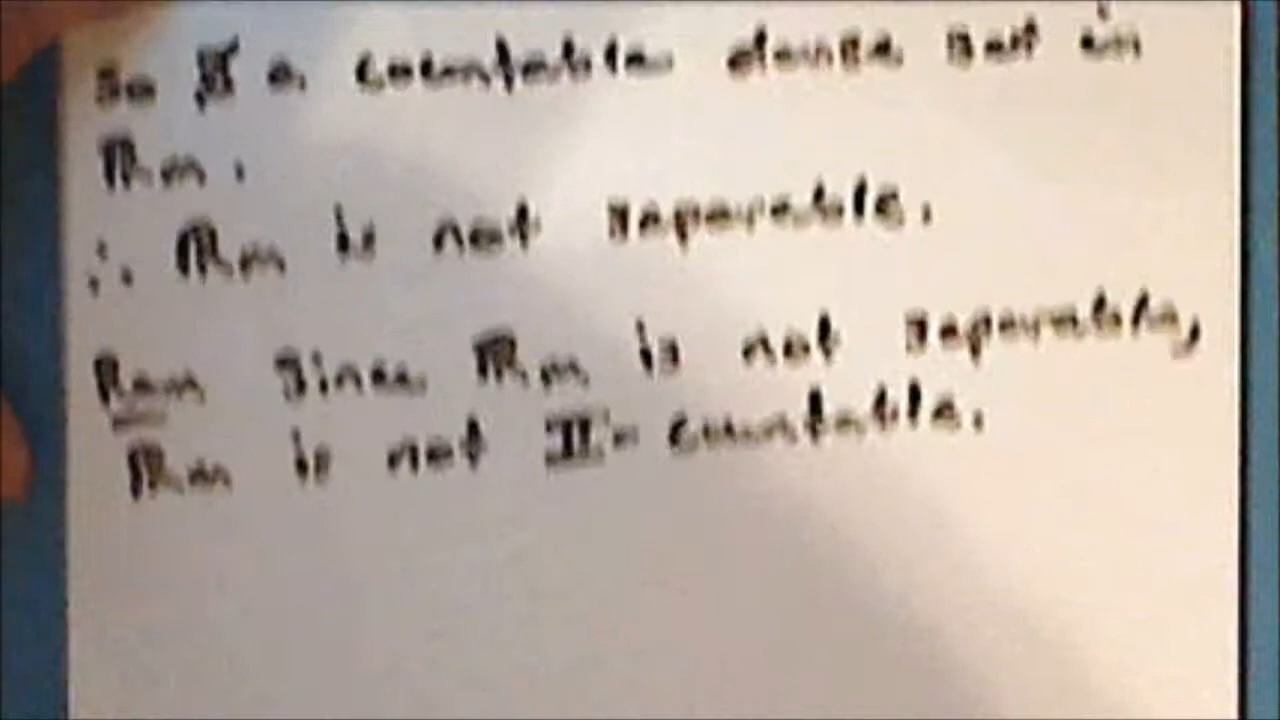 So ∄ a countable dense set in
ℝm.
∴ ℝm is not separable.
Rem Since ℝm is not separable,
ℝm is not II-countable.